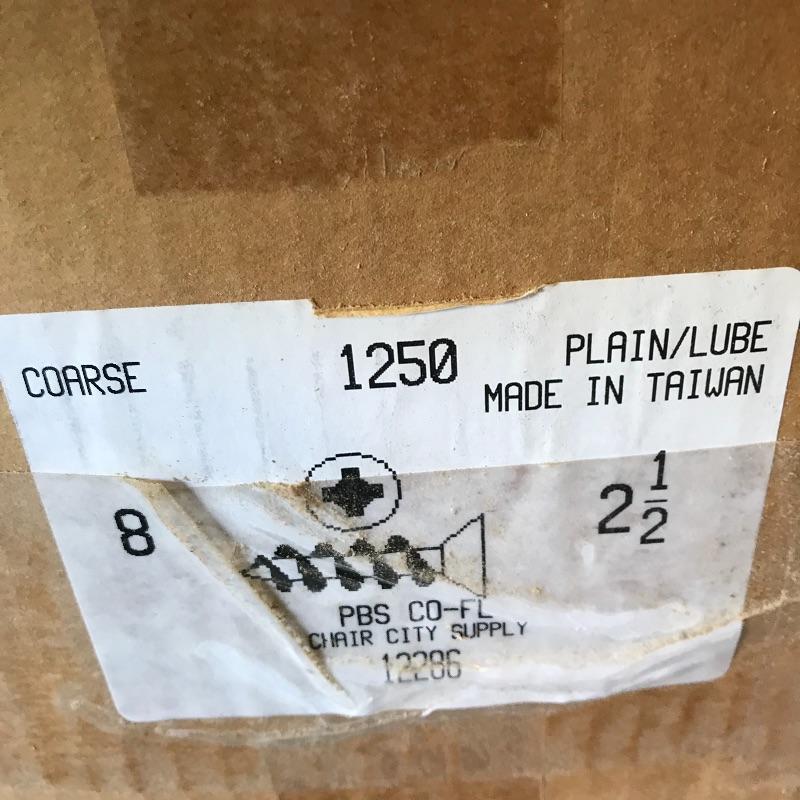 COARSE
1250
PLAIN/LUBE
MADE IN TAIWAN
8
2 1/2
PBS CO-FL
CHAIR CITY SUPPLY
12286